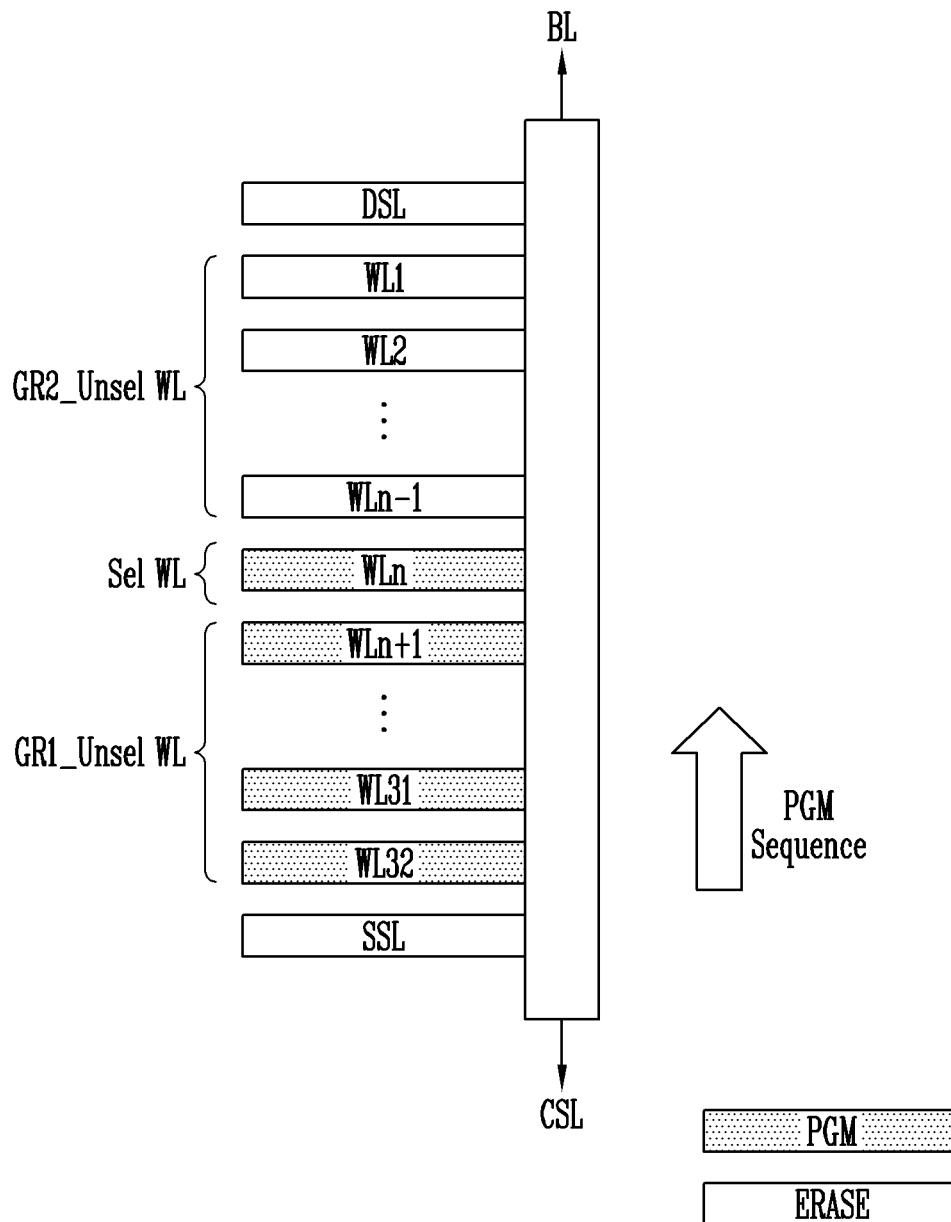 BL
DSL
WL1
WL2
GR2_Unsel WL
WLn-1
Sel WL
WLn
WLn+1
GR1_Unsel WL
WL31
WL32
SSL
PGM
Sequence
CSL
PGM
ERASE